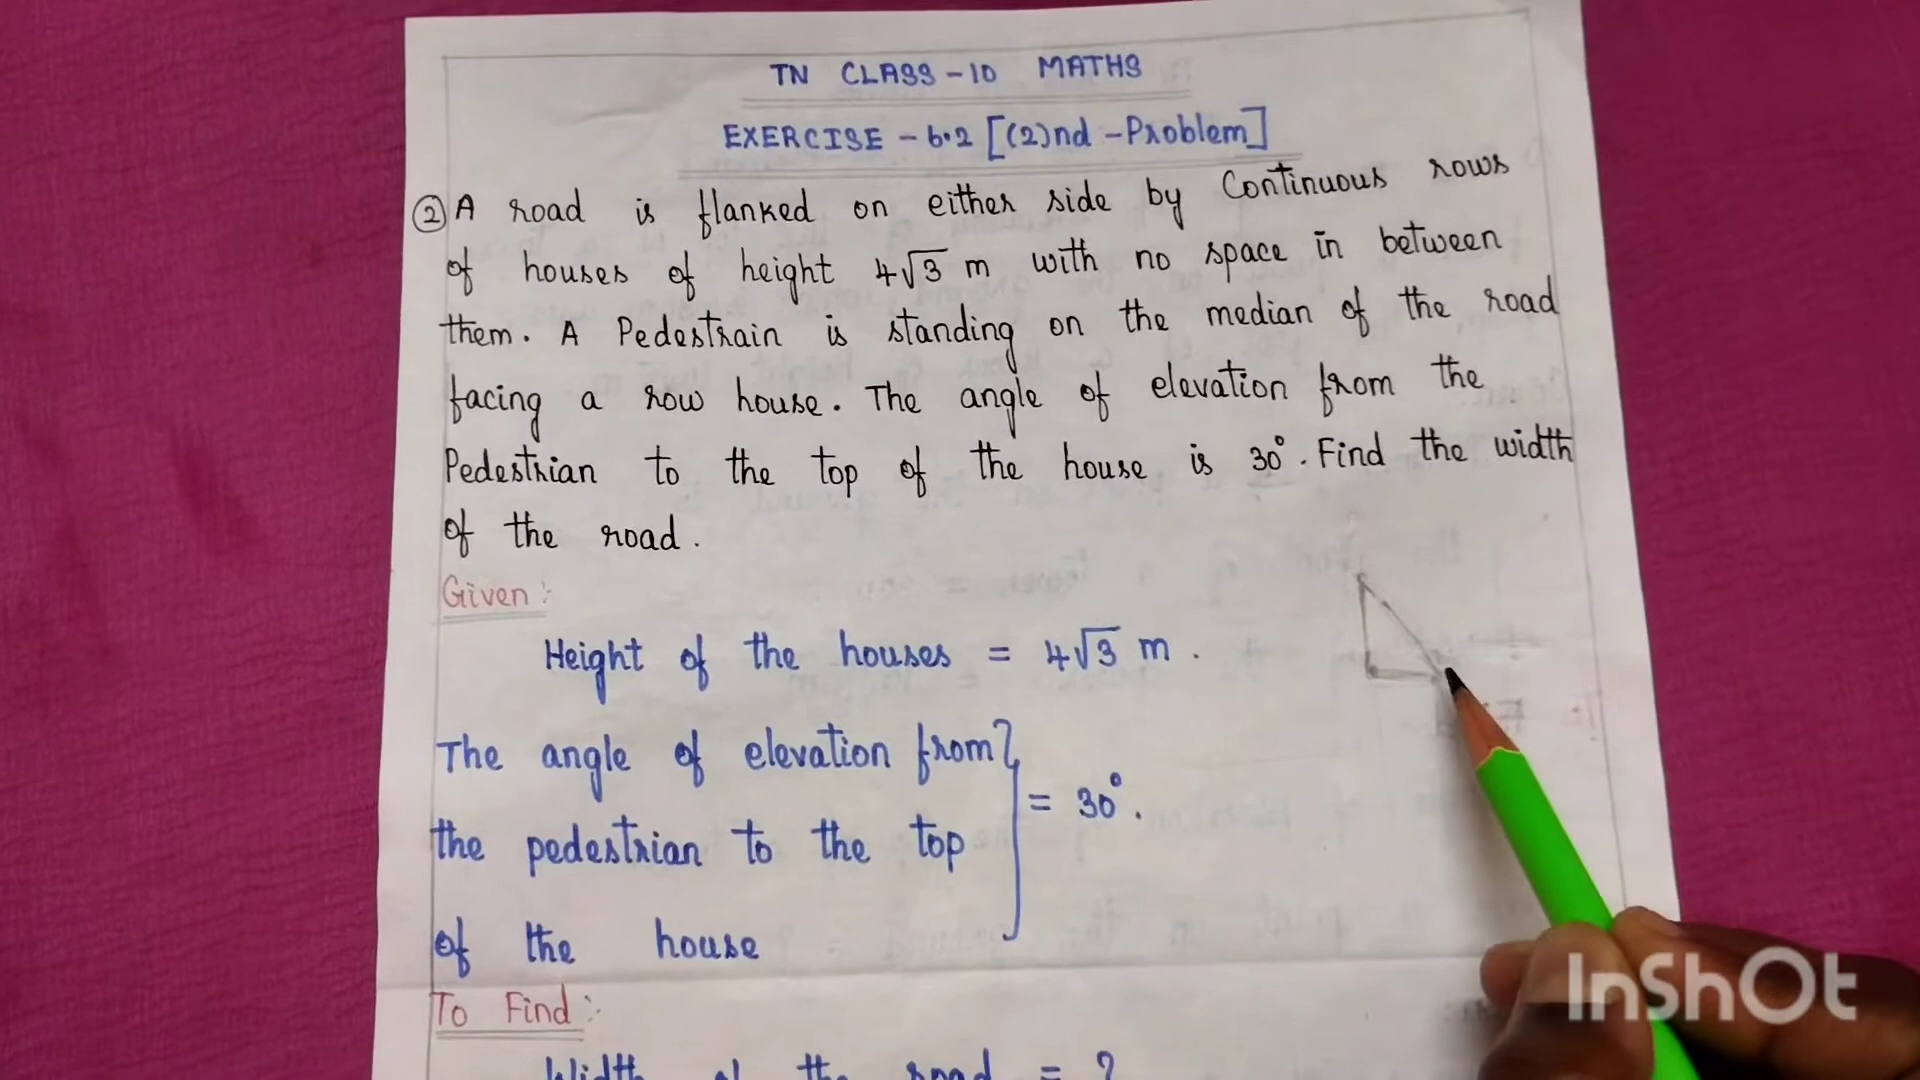 TN CLASS-10 MATHS
EXERCISE - 6.2 [(2)nd - Problem]
② A road is flanked on either side by Continuous rows
of houses of height 4√3 m with no space in between
them. A Pedestrain is standing on the median of the road
facing a row house. The angle of elevation from the
Pedestrian to the top of the house is 30°. Find the width
of the road.
Given:
Height of the houses = 4√3 m.
The angle of elevation from
the pedestrian to the top
of the house
= 30°.
To Find:
Width of the road = ?
InShOt